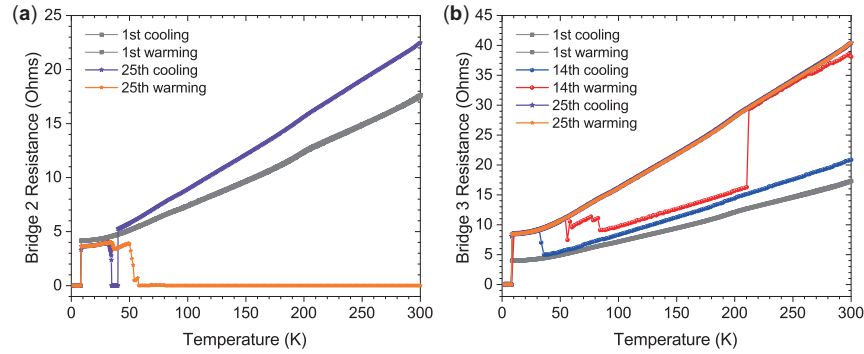 (a)
25
20
15
10
5
0
Bridge 2 Resistance (Ohms)
1st cooling
1st warming
25th cooling
25th warming
0 50 100 150 200 250 300
Temperature (K)
(b)
45
40
35
30
25
20
15
10
5
0
Bridge 3 Resistance (Ohms)
1st cooling
1st warming
14th cooling
14th warming
25th cooling
25th warming
0 50 100 150 200 250 300
Temperature (K)